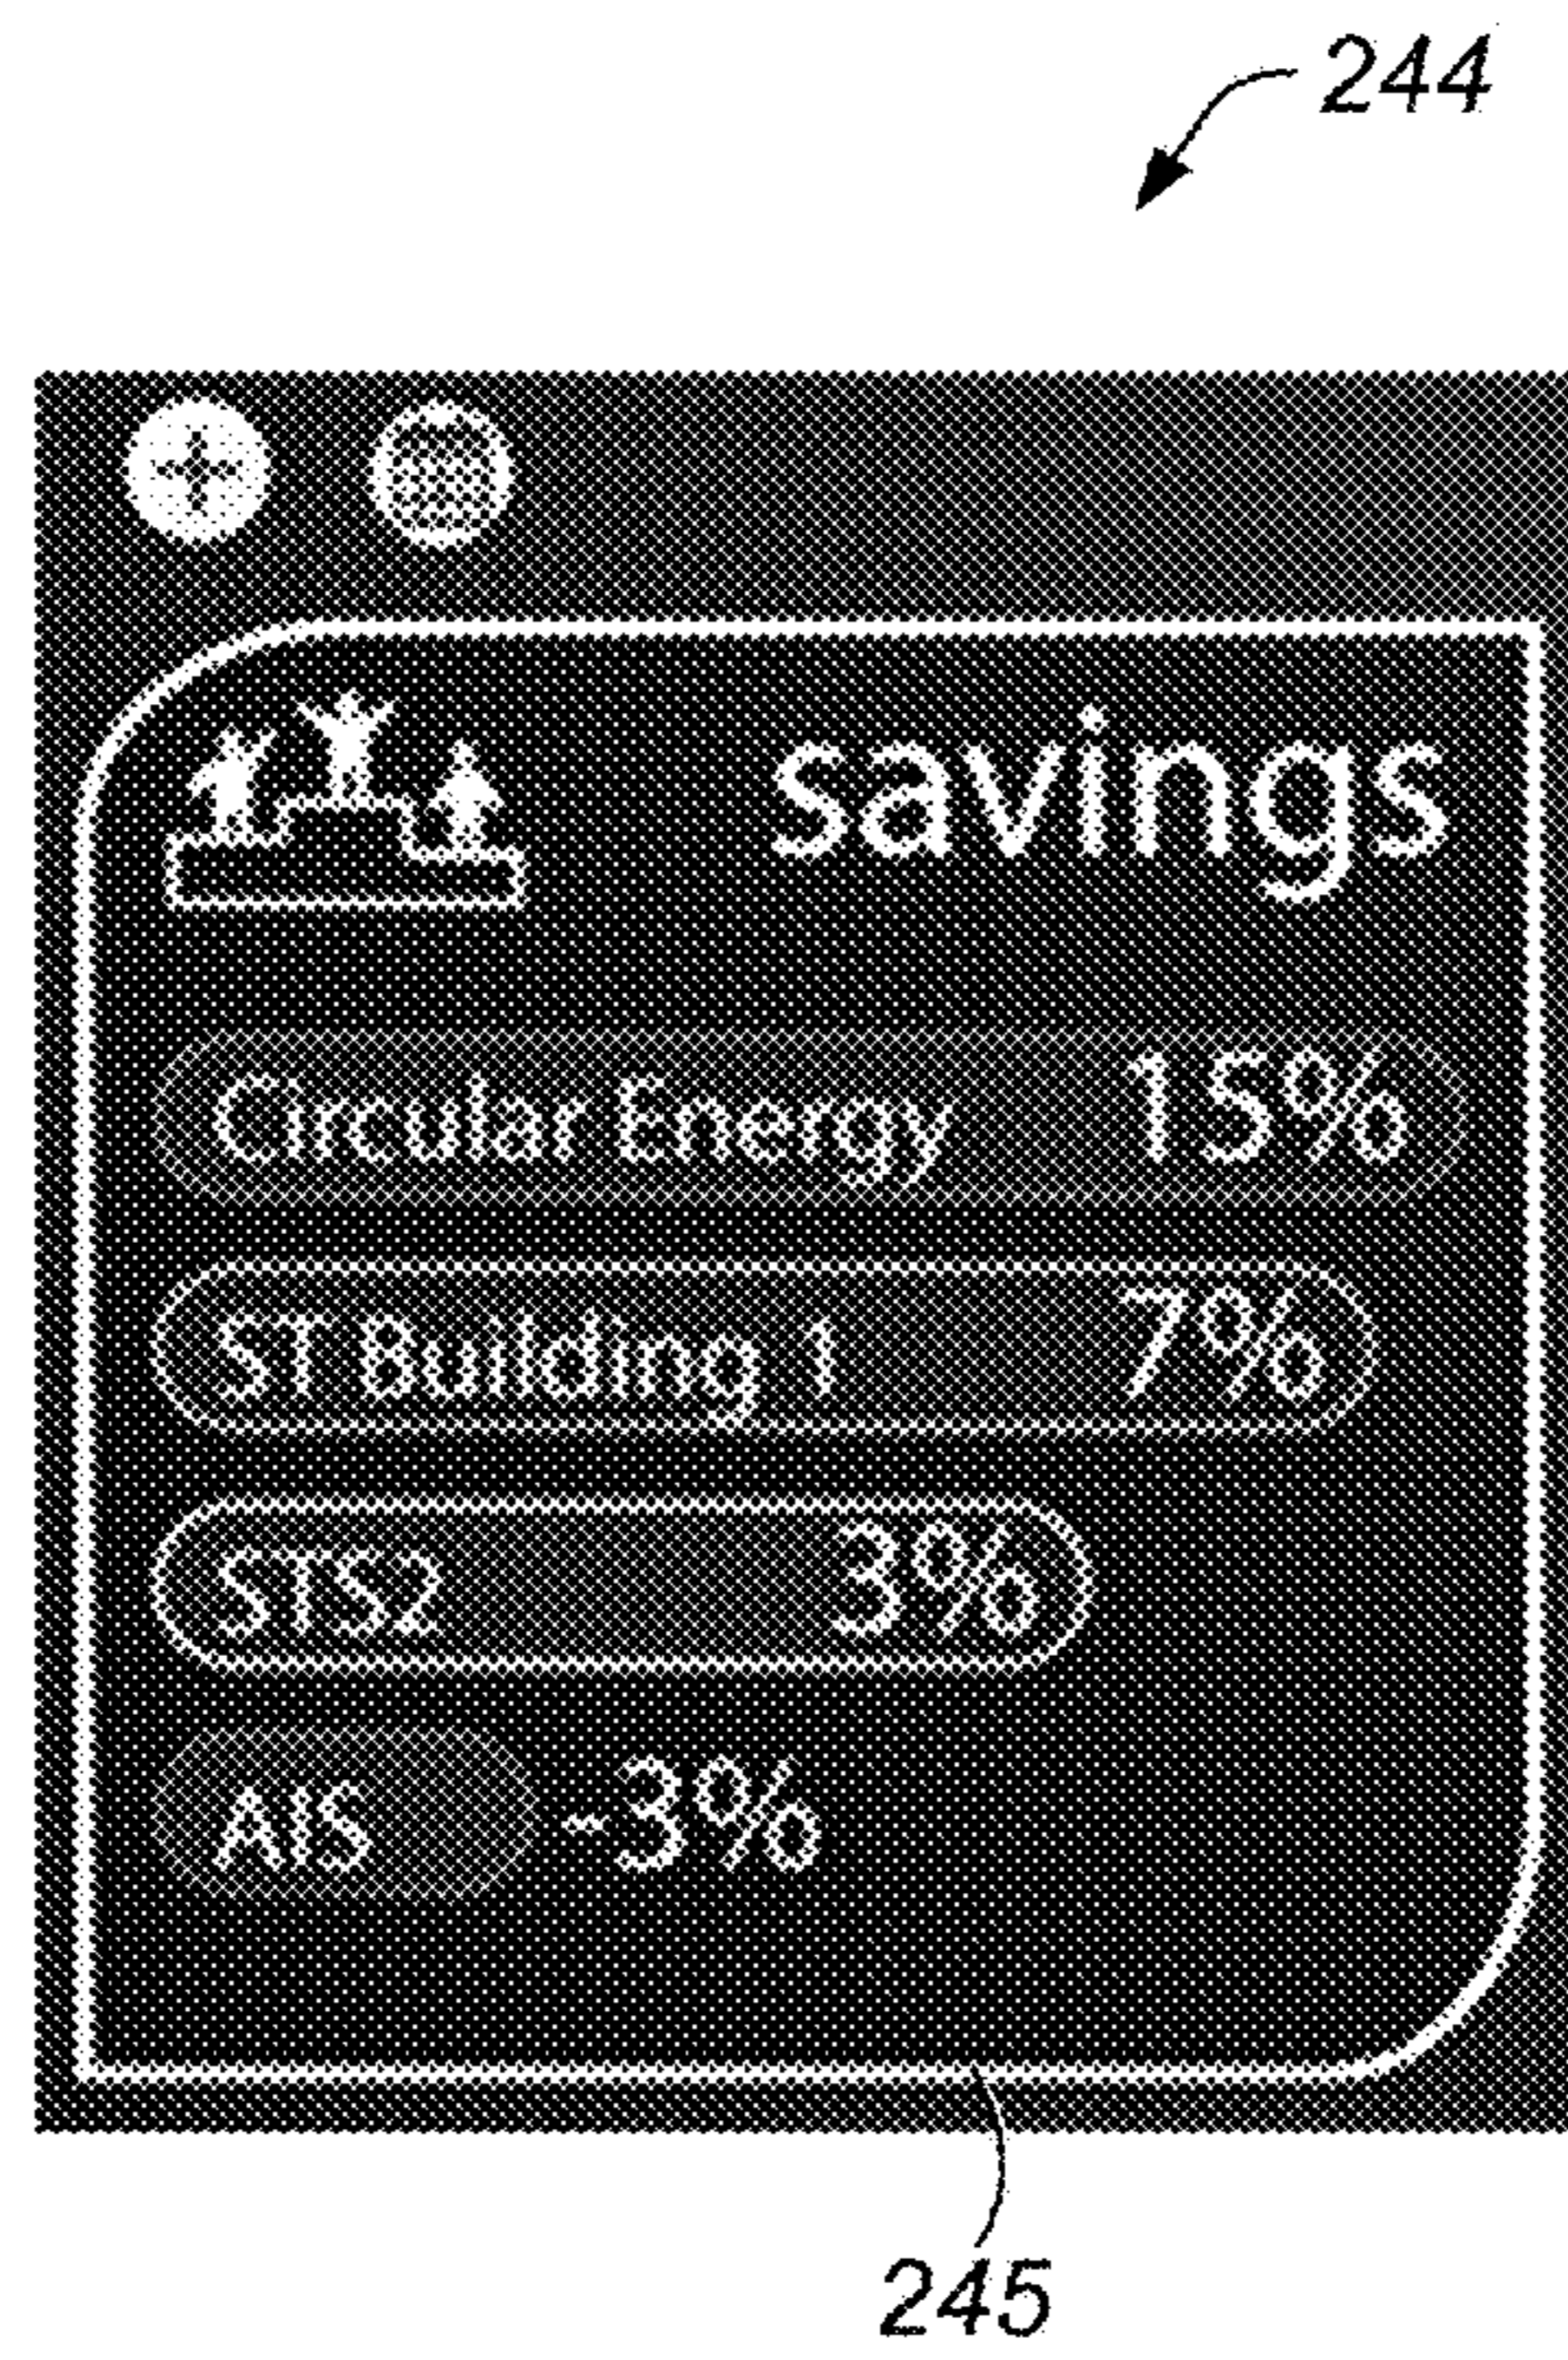 244
savings
Circular Energy 15%
ST Building 1 7%
STS2 3%
AIS -3%
245